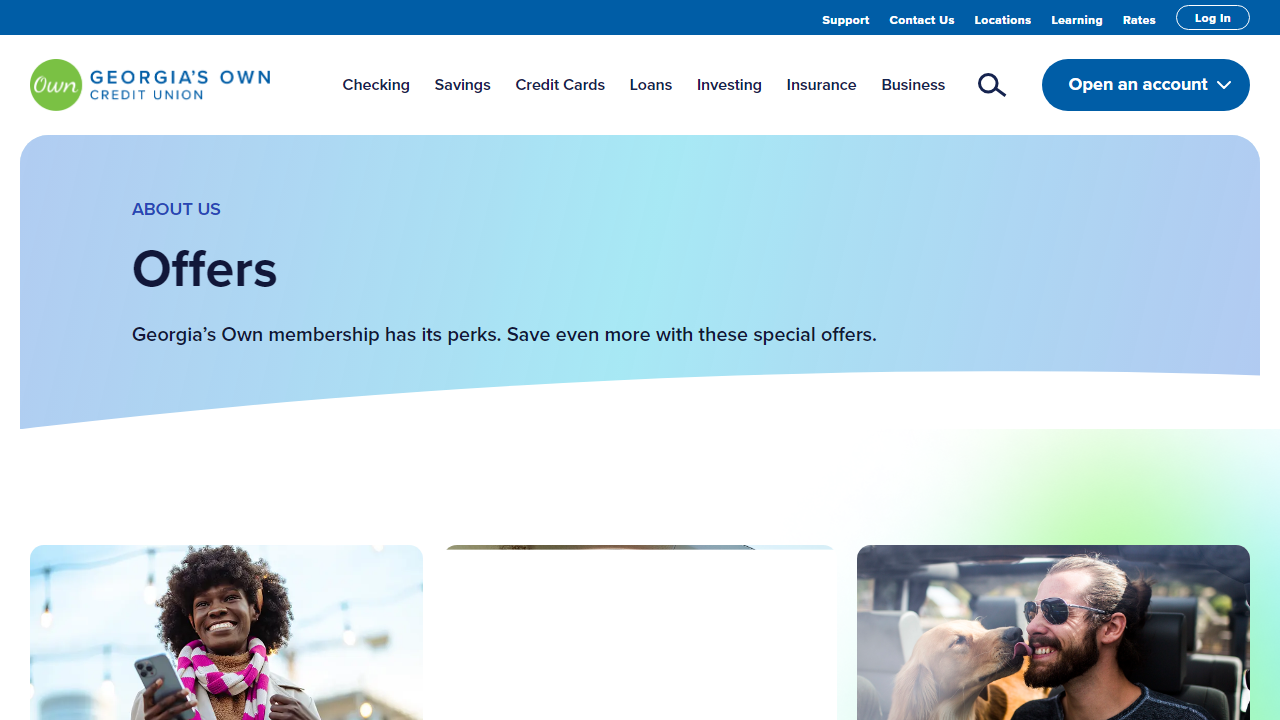 Support Contact Us Locations Learning Rates Log In
Own GEORGIA'S OWN
CREDIT UNION
Checking Savings Credit Cards Loans Investing Insurance Business Open an account
ABOUT US
Offers
Georgia’s Own membership has its perks. Save even more with these special offers.